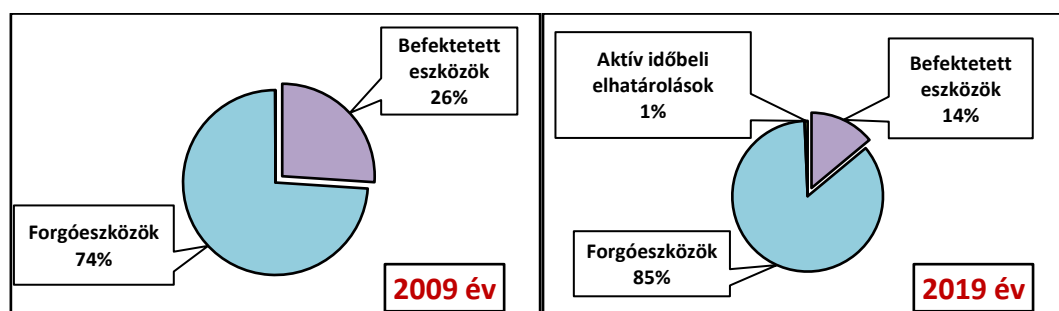 Befektetett
eszközök
26%
Forgóeszközök
74%
2009 év
Aktív időbeli
elhatárolások
1%
Befektetett
eszközök
14%
Forgóeszközök
85%
2019 év